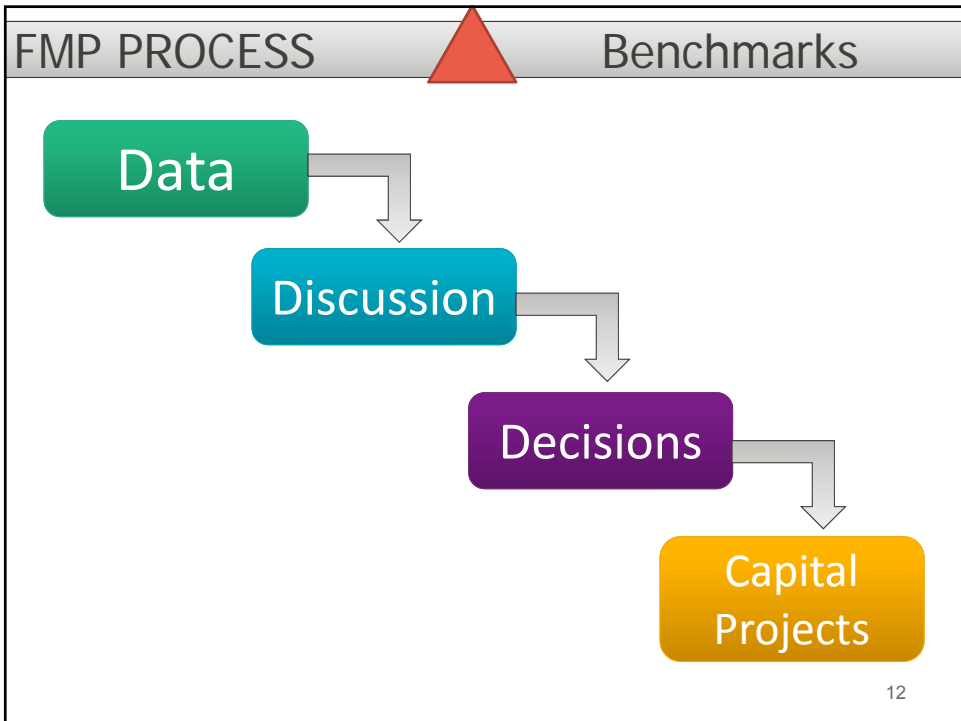 FMP PROCESS Benchmarks
Data
Discussion
Decisions
Capital
Projects
12